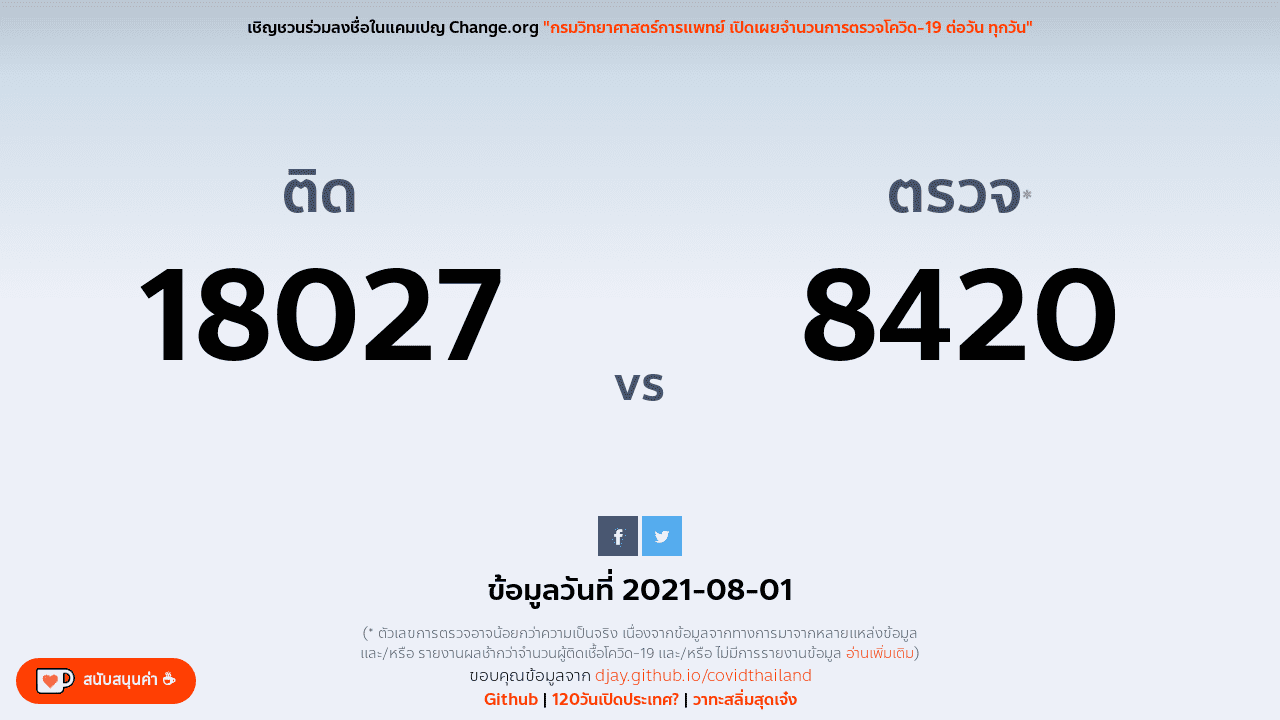 เชิญชวนร่วมลงชื่อในแคมเปญ Change.org "กรมวิทยาศาสตร์การแพทย์ เปิดเผยจำนวนการตรวจโควิด-19 ต่อวัน ทุกวัน"
ติด
18027
vs
ตรวจ*
8420
ข้อมูลวันที่ 2021-08-01
(* ตัวเลขการตรวจอาจน้อยกว่าความเป็นจริง เนื่องจากข้อมูลจากทางการมาจากหลายแหล่งข้อมูล
และ/หรือ รายงานผลช้ากว่าจำนวนผู้ติดเชื้อโควิด-19 และ/หรือ ไม่มีการรายงานข้อมูล อ่านเพิ่มเติม)
ขอบคุณข้อมูลจาก djay.github.io/covidthailand
Github | 120วันเปิดประเทศ? | วาทะสลิ่มสุดเจ๋ง
สนับสนุนค่า ☕